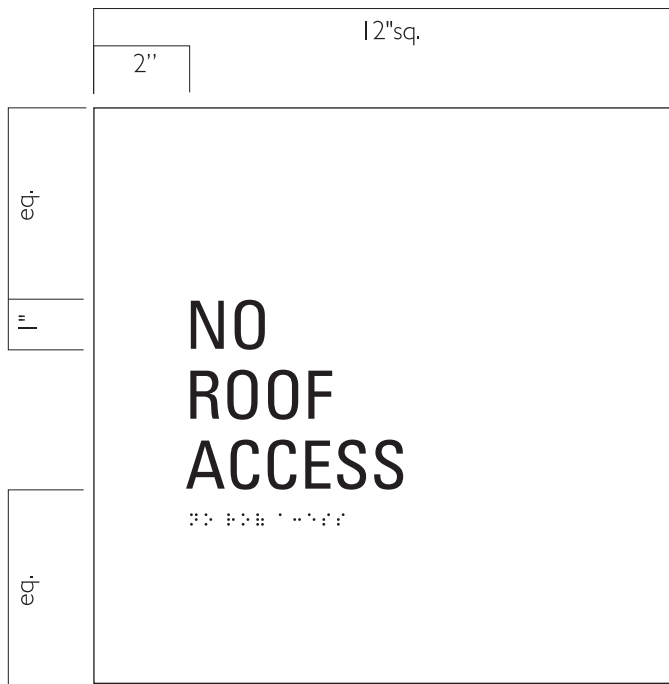 12"sq.
2''
eq.
1"
NO
ROOF
ACCESS
⠝⠕ ⠗⠕⠷ ⠁⠒⠑⠎⠎
eq.